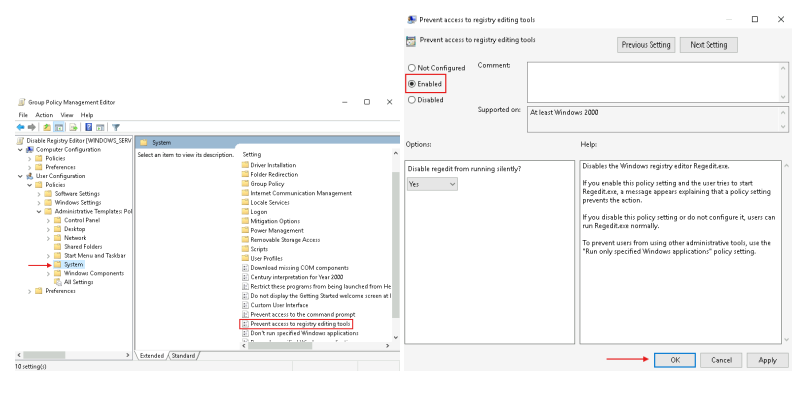 Group Policy Management Editor
File Action View Help
Disable Registry Editor [WINDOWS_SERV
Computer Configuration
Policies
Preferences
User Configuration
Policies
Software Settings
Windows Settings
Administrative Templates: Pol
Control Panel
Desktop
Network
Shared Folders
Start Menu and Taskbar
System
Windows Components
All Settings
Preferences
System
Select an item to view its description.
Setting
Driver Installation
Folder Redirection
Group Policy
Internet Communication Management
Locale Services
Logon
Mitigation Options
Power Management
Removable Storage Access
Scripts
User Profiles
Download missing COM components
Century interpretation for Year 2000
Restrict these programs from being launched from He
Do not display the Getting Started welcome screen at l
Custom User Interface
Prevent access to the command prompt
Prevent access to registry editing tools
Don't run specified Windows applications
Extended Standard
10 setting(s)
Prevent access to registry editing tools
Prevent access to registry editing tools
Previous Setting Next Setting
Not Configured
Enabled
Disabled
Comment:
Supported on:
At least Windows 2000
Options:
Help:
Disable regedit from running silently?
Yes
Disables the Windows registry editor Regedit.exe.
If you enable this policy setting and the user tries to start
Regedit.exe, a message appears explaining that a policy setting
prevents the action.
If you disable this policy setting or do not configure it, users can
run Regedit.exe normally.
To prevent users from using other administrative tools, use the
"Run only specified Windows applications" policy setting.
OK Cancel Apply